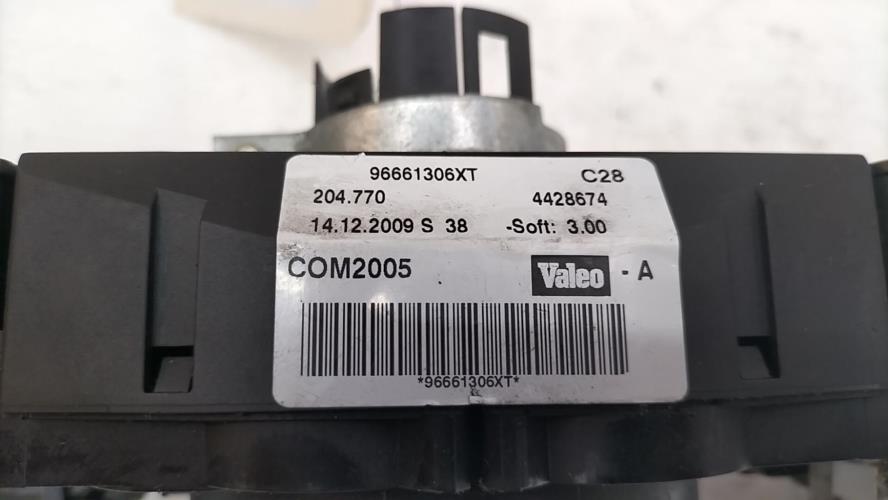 96661306XT C28
204.770 4428674
14.12.2009 S 38 -Soft: 3.00
COM2005 Valeo - A
*96661306XT*